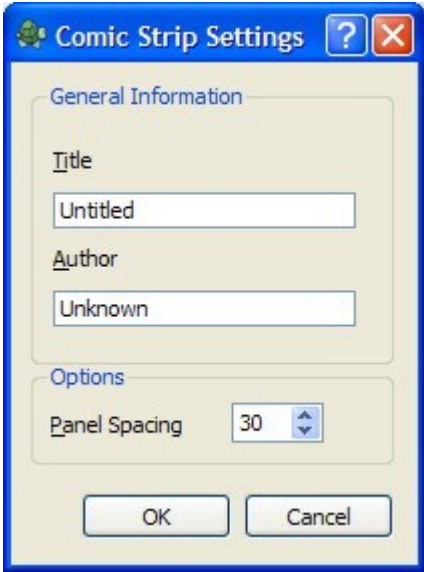 Comic Strip Settings ?
General Information
Title
Untitled
Author
Unknown
Options
Panel Spacing 30
OK Cancel